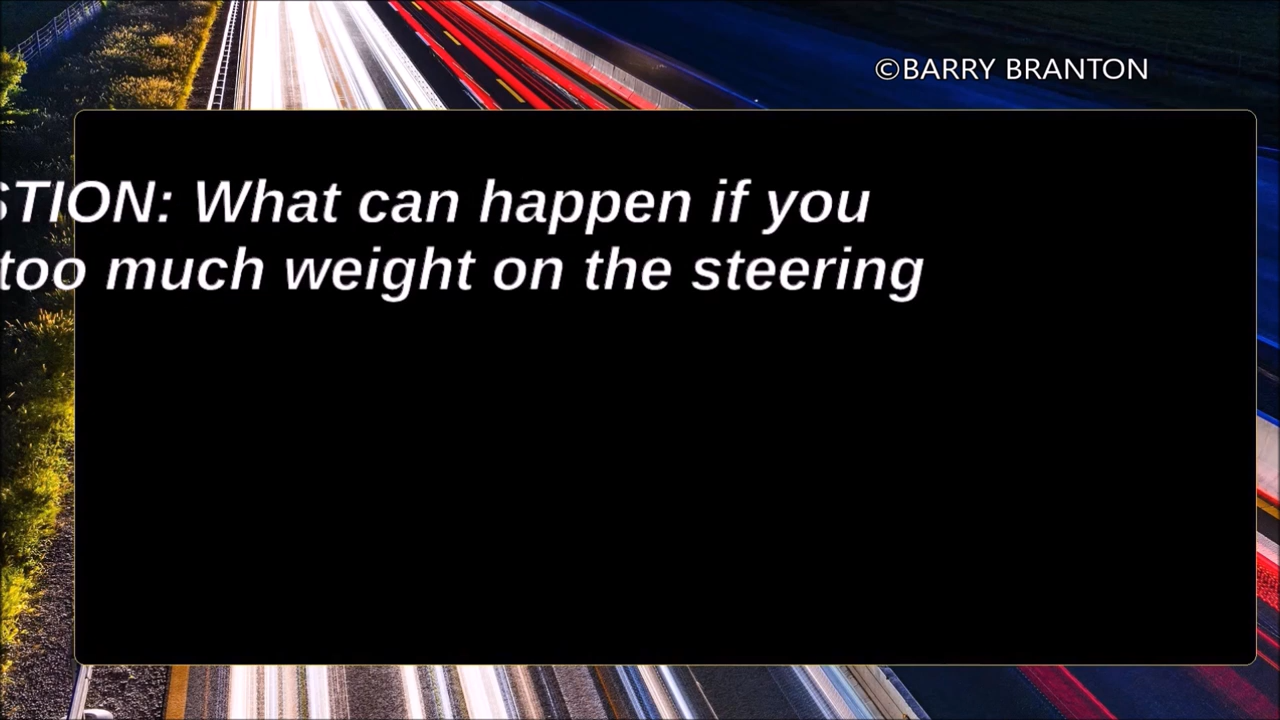 ©BARRY BRANTON
STION: What can happen if you
too much weight on the steering